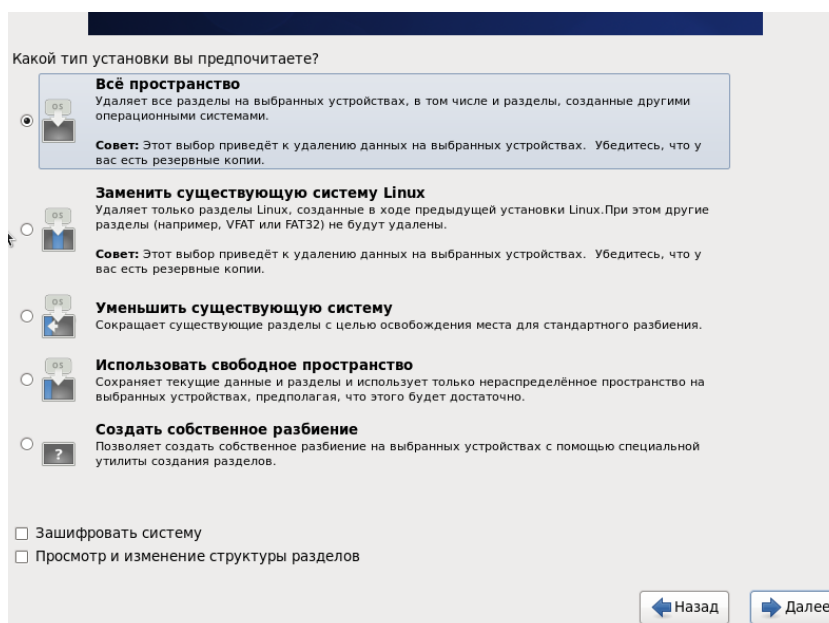 Какой тип установки вы предпочитаете?
Всё пространство
Удаляет все разделы на выбранных устройствах, в том числе и разделы, созданные другими
операционными системами.
Совет: Этот выбор приведёт к удалению данных на выбранных устройствах. Убедитесь, что у
вас есть резервные копии.
Заменить существующую систему Linux
Удаляет только разделы Linux, созданные в ходе предыдущей установки Linux.При этом другие
разделы (например, VFAT или FAT32) не будут удалены.
Совет: Этот выбор приведёт к удалению данных на выбранных устройствах. Убедитесь, что у
вас есть резервные копии.
Уменьшить существующую систему
Сокращает существующие разделы с целью освобождения места для стандартного разбиения.
Использовать свободное пространство
Сохраняет текущие данные и разделы и использует только нераспределённое пространство на
выбранных устройствах, предполагая, что этого будет достаточно.
Создать собственное разбиение
Позволяет создать собственное разбиение на выбранных устройствах с помощью специальной
утилиты создания разделов.
Зашифровать систему
Просмотр и изменение структуры разделов
Назад
Далее
OS
OS
OS
OS
?